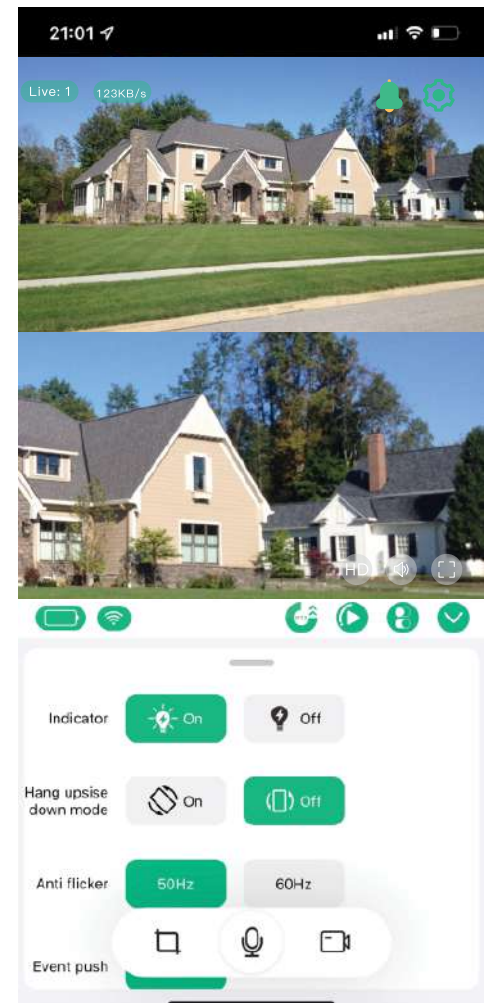 21:01
Live: 1 123KB/s
HD
Indicator On Off
Hang upsise
down mode On Off
Anti flicker 50Hz 60Hz
Event push